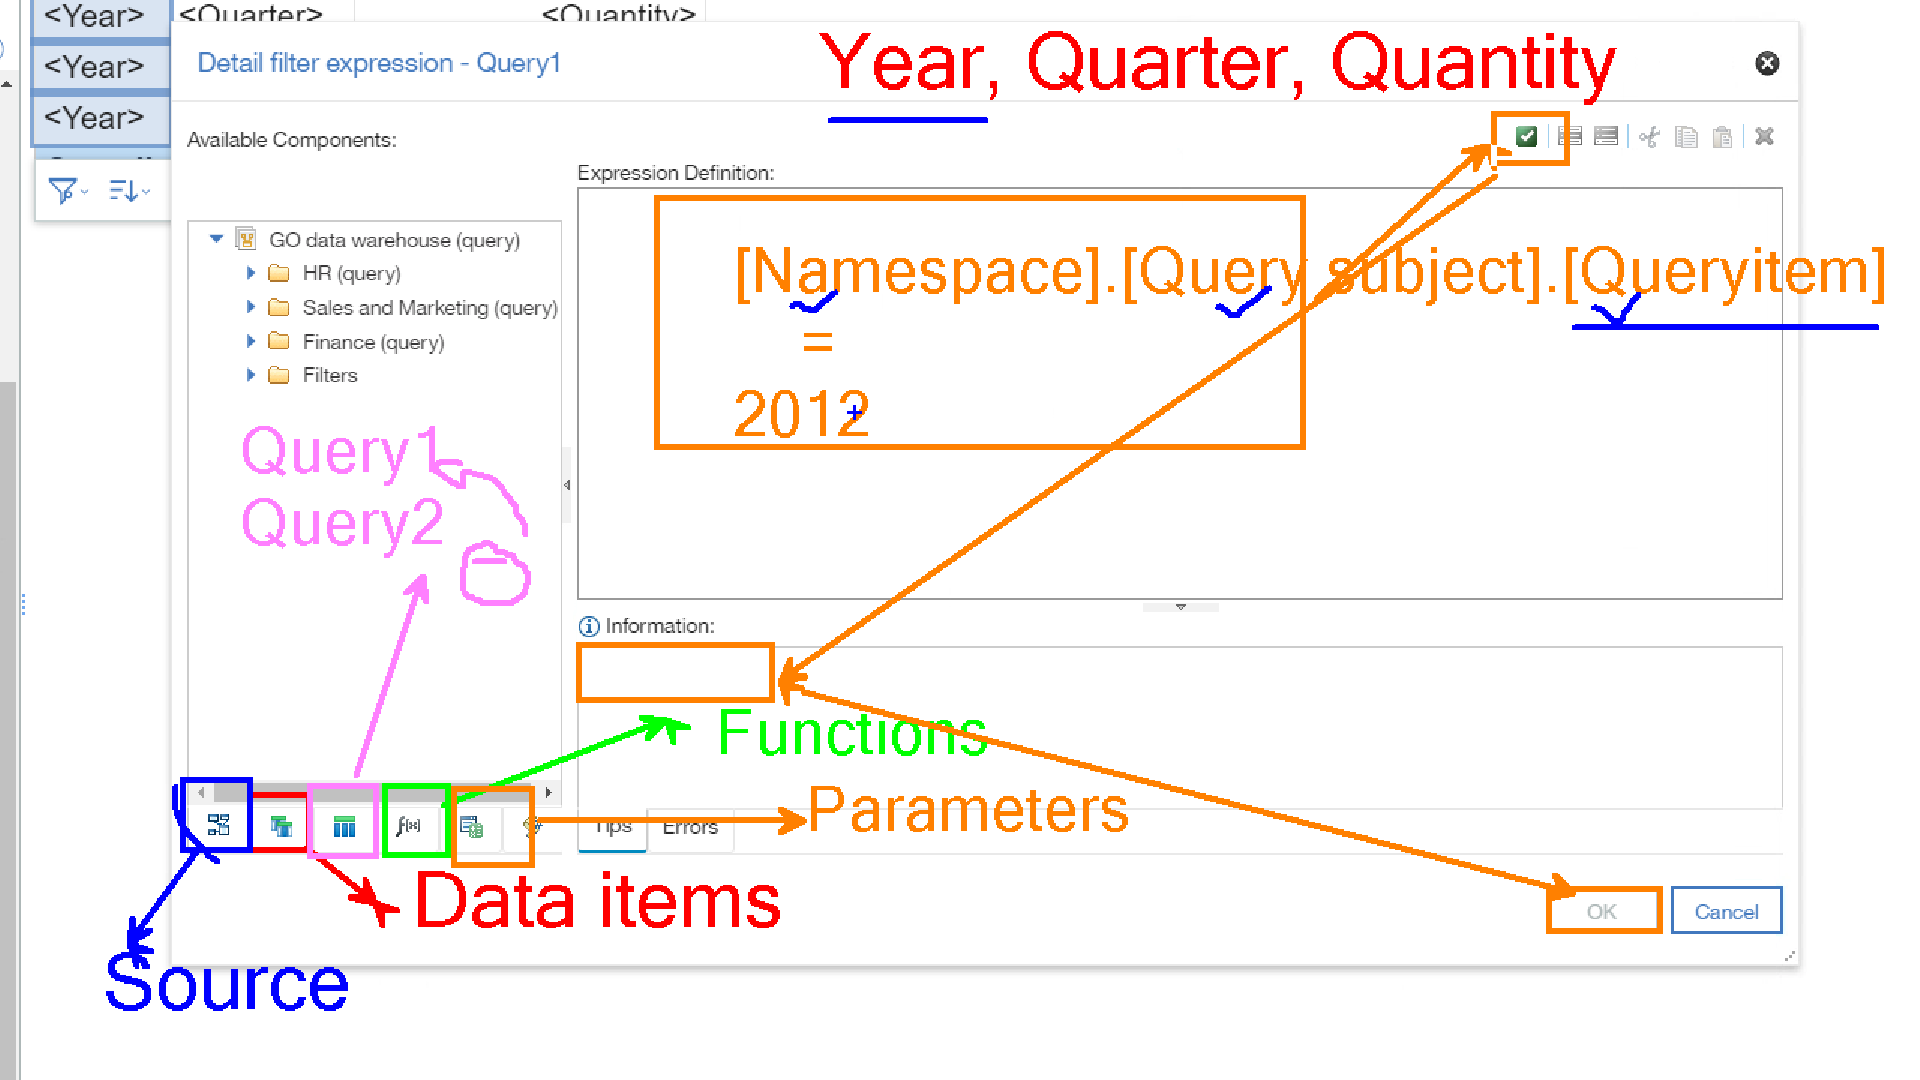 <Year> <Quarter> <Quantity>
<Year>
<Year>
Detail filter expression - Query1
Year, Quarter, Quantity
Available Components:
Expression Definition:
GO data warehouse (query)
HR (query)
Sales and Marketing (query)
Finance (query)
Filters
[Namespace].[Query subject].[Queryitem]
=
2012
Query1
Query2
Information:
Functions
f(x)
Parameters
Tips Errors
Data items
OK Cancel
Source